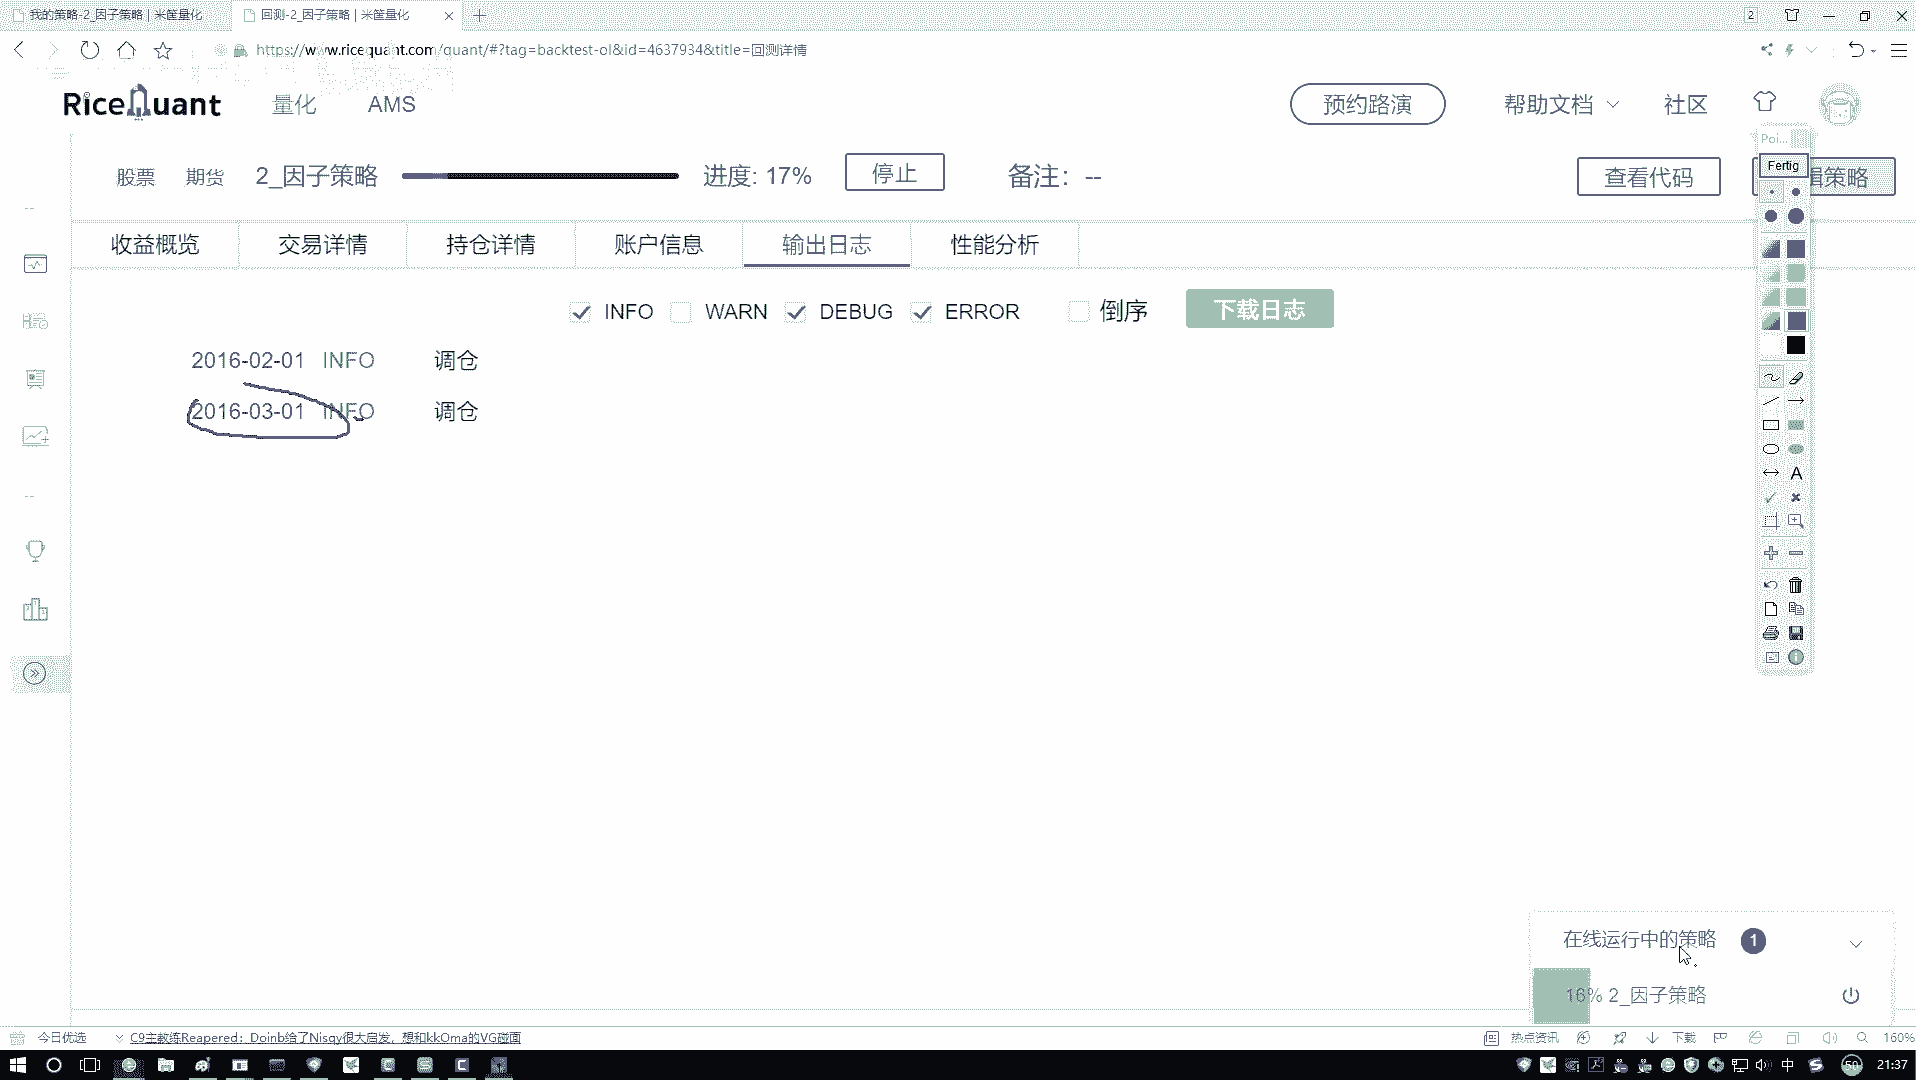 我的策略-2_因子策略 | 米筐量化
回测-2_因子策略 | 米筐量化
2
https://www.ricequant.com/quant/#?tag=backtest-ol&id=4637934&title=回测详情
RiceQuant
量化
AMS
预约路演
帮助文档
社区
Poi...
Fertig
股票
期货
2_因子策略
进度: 17%
停止
备注: --
查看代码
辑策略
收益概览
交易详情
持仓详情
账户信息
输出日志
性能分析
INFO
WARN
DEBUG
ERROR
倒序
下载日志
2016-02-01 INFO 调仓
2016-03-01 INFO 调仓
A
在线运行中的策略
1
16% 2_因子策略
今日优选
C9主教练Reapered：Doinb给了Nisqy很大启发，想和kkOma的VG碰面
热点资讯
下载
160%
中
50
21:37